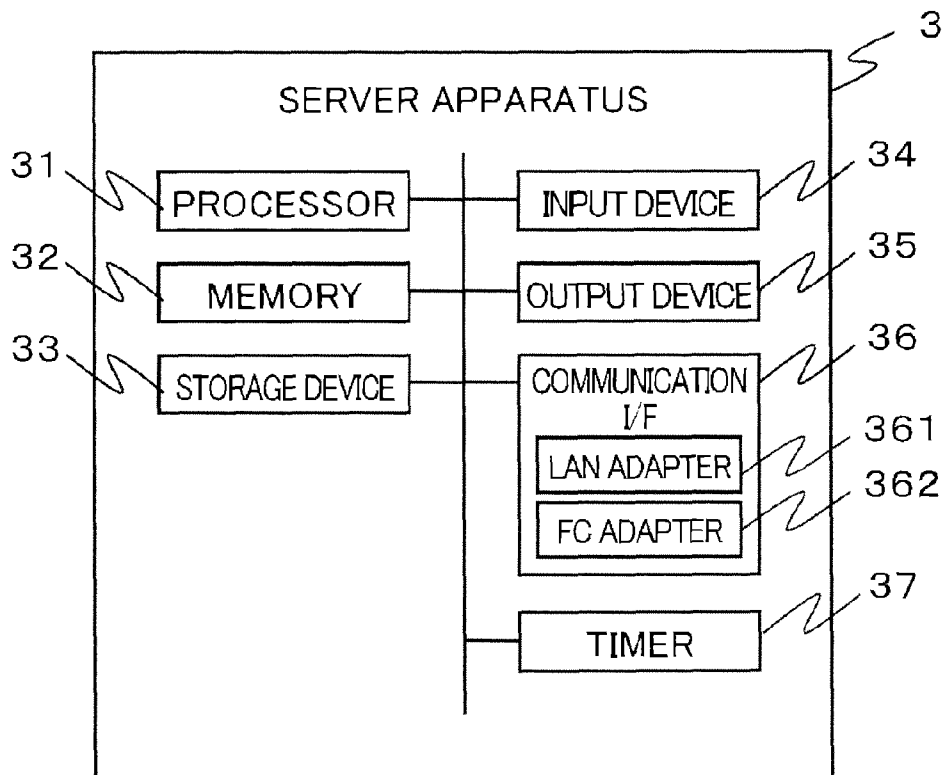 3
SERVER APPARATUS
31
PROCESSOR
34
INPUT DEVICE
32
MEMORY
35
OUTPUT DEVICE
33
STORAGE DEVICE
36
COMMUNICATION
I/F
361
LAN ADAPTER
362
FC ADAPTER
37
TIMER